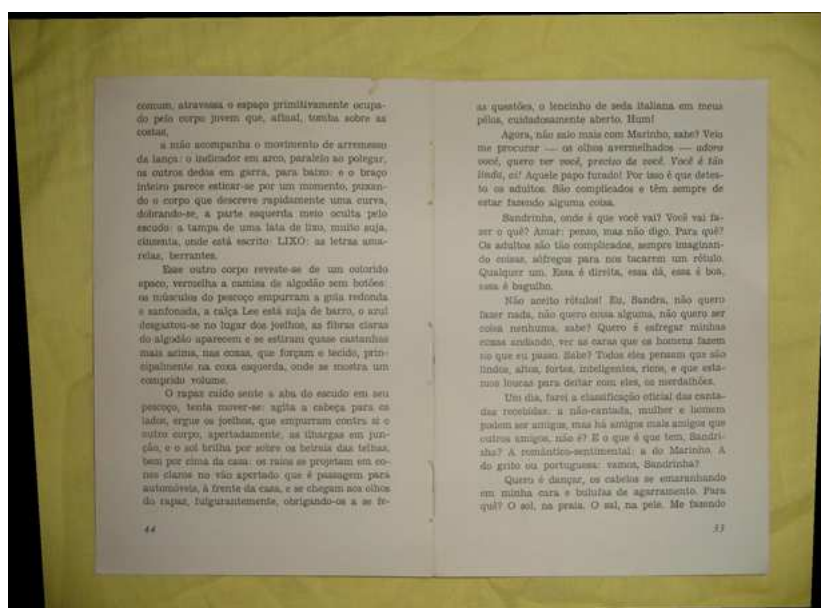 comum, atravessa o espaço primitivamente ocupa-
do pelo corpo jovem que, afinal, tomba sobre as
costas,
a mão acompanha o movimento de arremesso
da lança: o indicador em arco, paralelo ao polegar,
os outros dedos em garra, para baixo: e o braço
inteiro parece esticar-se por um momento, puxan-
do o corpo que descreve rapidamente uma curva,
dobrando-se, a parte esquerda meio oculta pelo
escudo: a tampa de uma lata de lixo, muito suja,
cinzenta, onde está escrito: LIXO: as letras ama-
relas, berrantes.
Esse outro corpo reveste-se de um colorido
opaco, vermelha a camisa de algodão sem botões:
os músculos do pescoço empurram a gola redonda
e sanfonada, a calça Lee está suja de barro, o azul
desgastou-se no lugar dos joelhos, as fibras claras
do algodão aparecem e se estiram quase castanhas
mais acima, nas coxas, que forçam o tecido, prin-
cipalmente na coxa esquerda, onde se mostra um
comprido volume.
O rapaz caído sente a aba do escudo em seu
pescoço, tenta mover-se: agita a cabeça para os
lados, ergue os joelhos, que empurram contra si o
outro corpo, apertadamente, as ilhargas em jun-
ção, e o sol brilha por sobre os beirais das telhas,
bem por cima da casa: os raios se projetam em co-
nes claros no vão apertado que é passagem para
automóveis, à frente da casa, e se chegam aos olhos
do rapaz, fulgurantemente, obrigando-os a se fe-
44
as questões, o lencinho de seda italiana em meus
pêlos, cuidadosamente aberto. Hum!
Agora, não saio mais com Marinho, sabe? Veio
me procurar — os olhos avermelhados — adoro
você, quero ver você, preciso de você. Você é tão
linda, ai! Aquele papo furado! Por isso é que detes-
to os adultos. São complicados e têm sempre de
estar fazendo alguma coisa.
Sandrinha, onde é que você vai? Você vai fa-
zer o quê? Amar: penso, mas não digo. Para quê?
Os adultos são tão complicados, sempre imaginan-
do coisas, sôfregos para nos tacarem um rótulo.
Qualquer um. Essa é direita, essa dá, essa é boa,
essa é bagulho.
Não aceito rótulos! Eu, Sandra, não quero
fazer nada, não quero coisa alguma, não quero ser
coisa nenhuma, sabe? Quero é esfregar minhas
coxas andando, ver as caras que os homens fazem
no que eu passo. Sabe? Todos eles pensam que são
lindos, altos, fortes, inteligentes, ricos, e que esta-
mos loucas para deitar com eles, os merdalhões.
Um dia, farei a classificação oficial das canta-
das recebidas: a não-cantada, mulher e homem
podem ser amigos, mas há amigos mais amigos que
outros amigos, não é? E o que é que tem, Sandri-
nha? A romântico-sentimental: a do Marinho. A
do grito ou portuguesa: vamos, Sandrinha?
Quero é dançar, os cabelos se emaranhando
em minha cara e bulufas de agarramento. Para
quê? O sol, na praia. O sal, na pele. Me fazendo
33